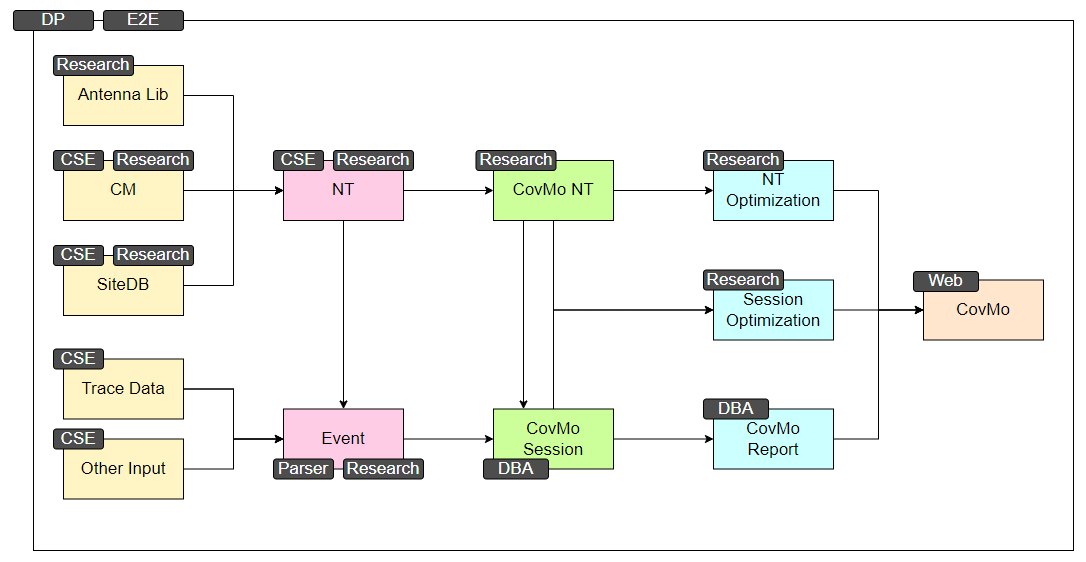 DP
E2E
Research
Antenna Lib
CSE
Research
CM
CSE
Research
NT
Research
CovMo NT
Research
NT
Optimization
CSE
Research
SiteDB
Research
Session
Optimization
Web
CovMo
CSE
Trace Data
CSE
Other Input
Event
Parser
Research
CovMo
Session
DBA
DBA
CovMo
Report